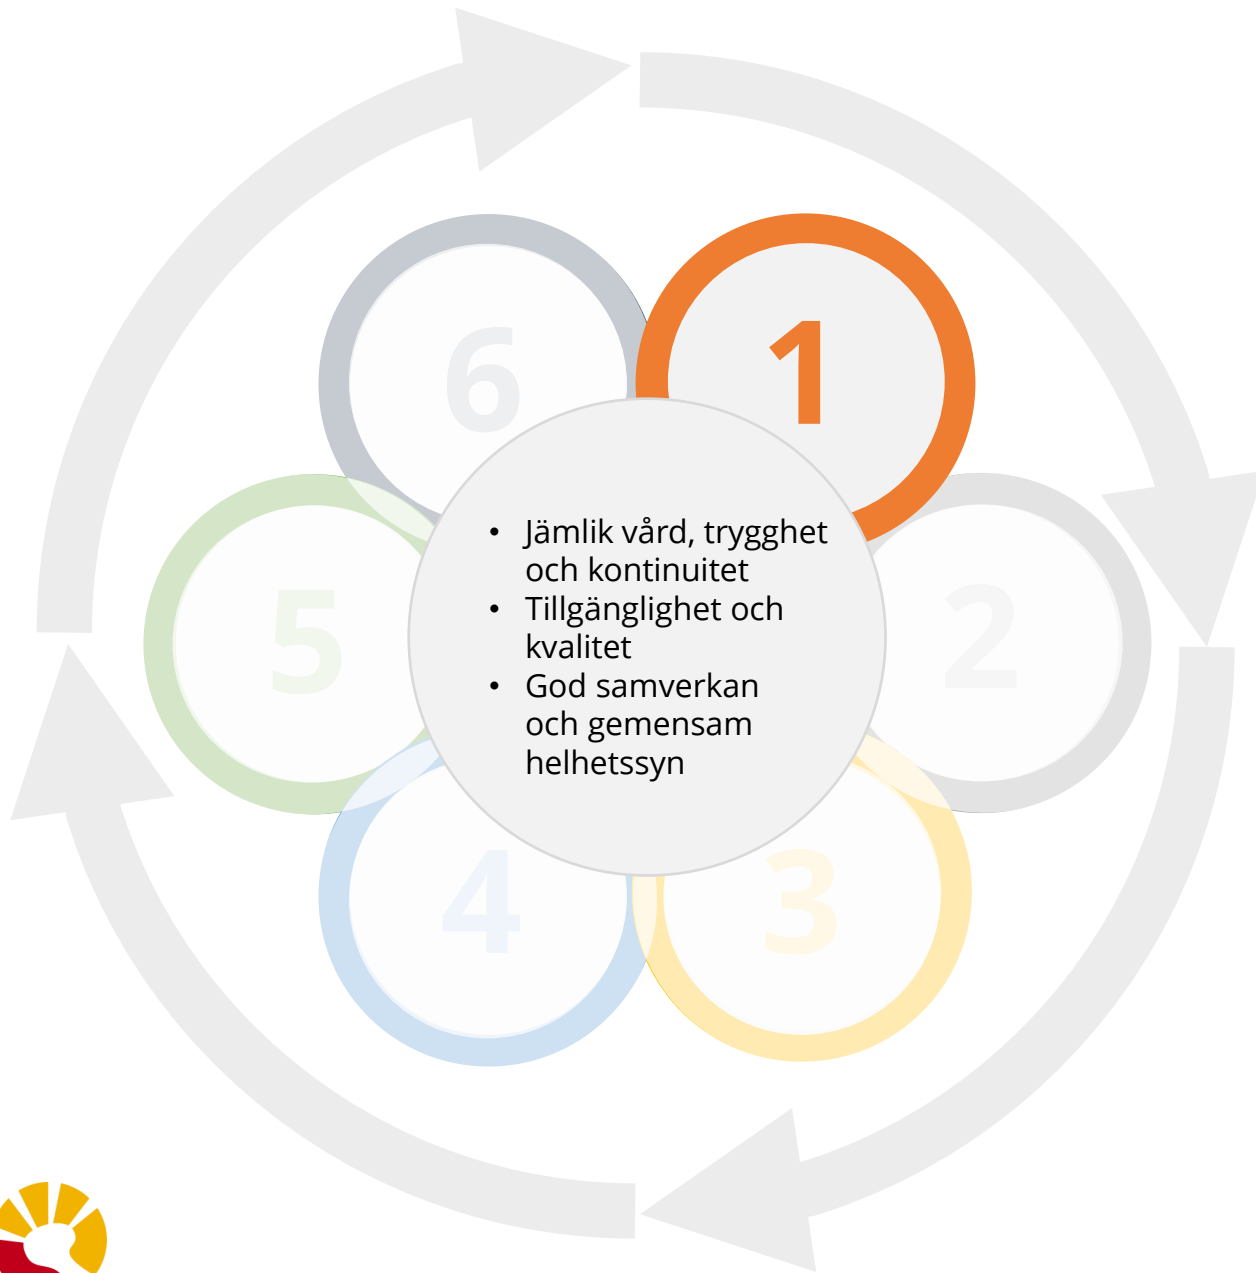 6
1
• Jämlik vård, trygghet
och kontinuitet
• Tillgänglighet och
kvalitet
• God samverkan
och gemensam
helhetssyn
5
2
4
3